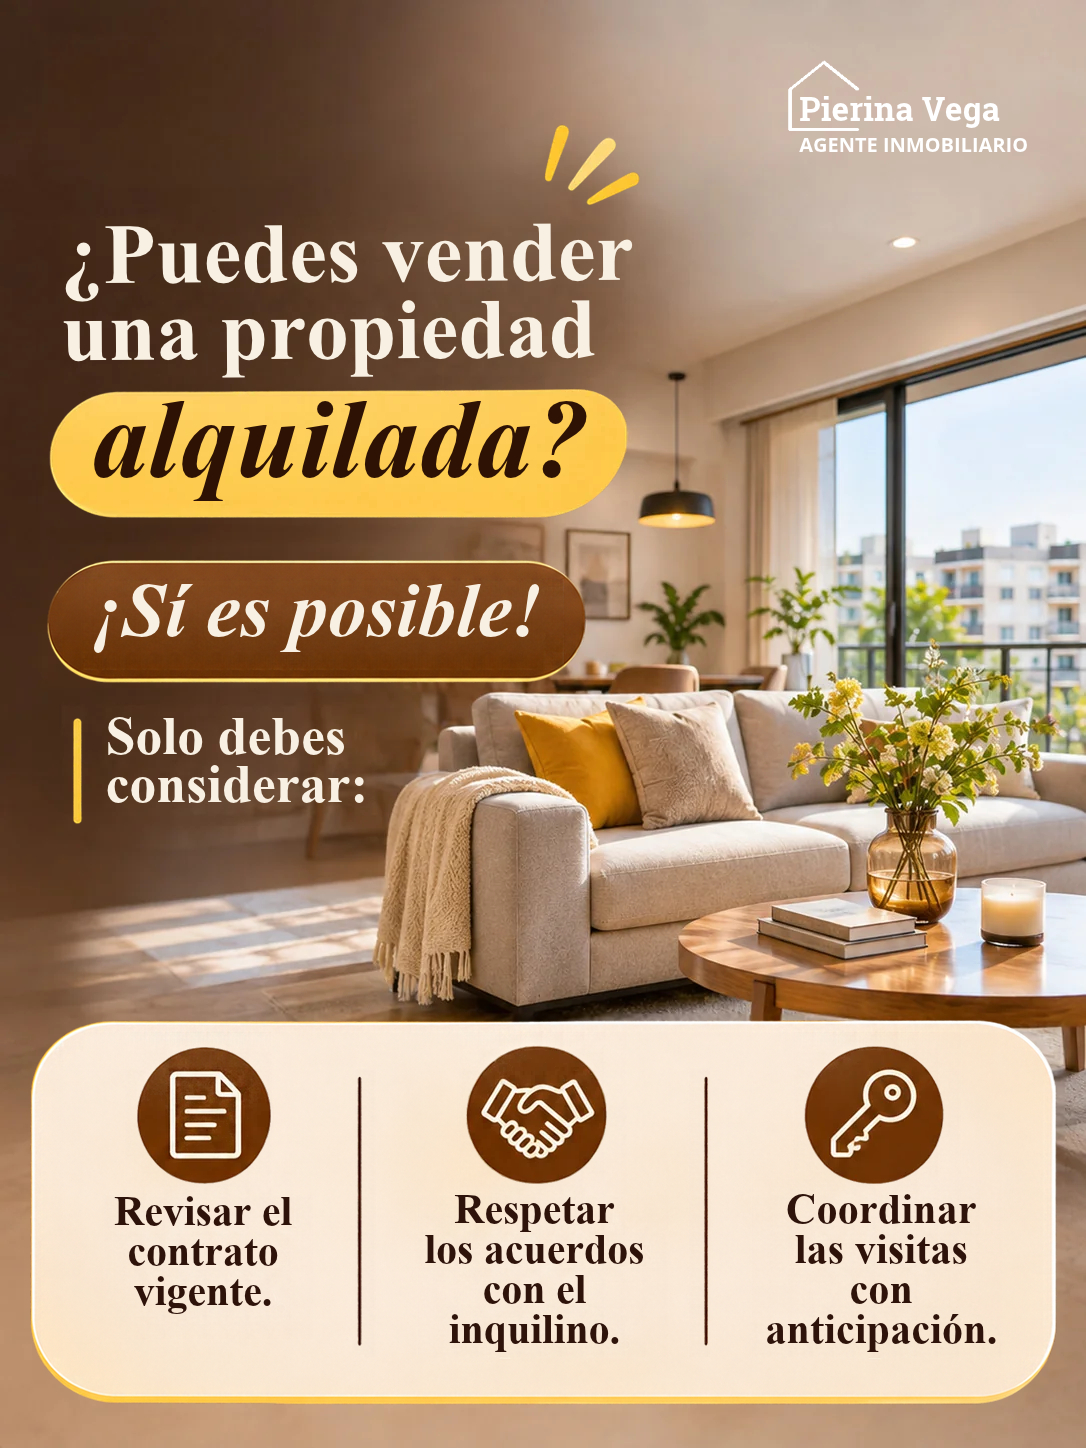 Pierina Vega
AGENTE INMOBILIARIO
¿Puedes vender
una propiedad
alquilada?
¡Sí es posible!
Solo debes
considerar:
Revisar el
contrato
vigente.
Respetar
los acuerdos
con el
inquilino.
Coordinar
las visitas
con
anticipación.